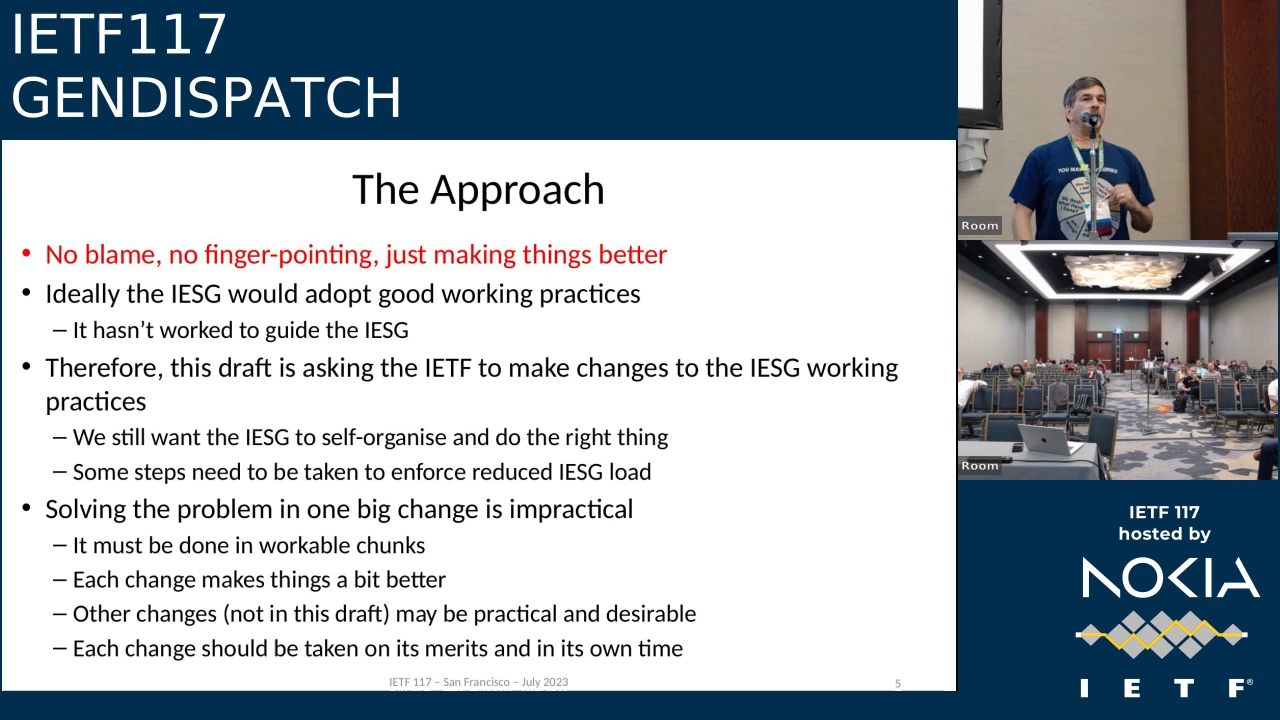 IETF117
GENDISPATCH
The Approach
• No blame, no finger-pointing, just making things better
• Ideally the IESG would adopt good working practices
– It hasn’t worked to guide the IESG
• Therefore, this draft is asking the IETF to make changes to the IESG working
practices
– We still want the IESG to self-organise and do the right thing
– Some steps need to be taken to enforce reduced IESG load
• Solving the problem in one big change is impractical
– It must be done in workable chunks
– Each change makes things a bit better
– Other changes (not in this draft) may be practical and desirable
– Each change should be taken on its merits and in its own time
IETF 117 – San Francisco – July 2023
5
Room
Room
IETF 117
hosted by
NOKIA
I E T F®